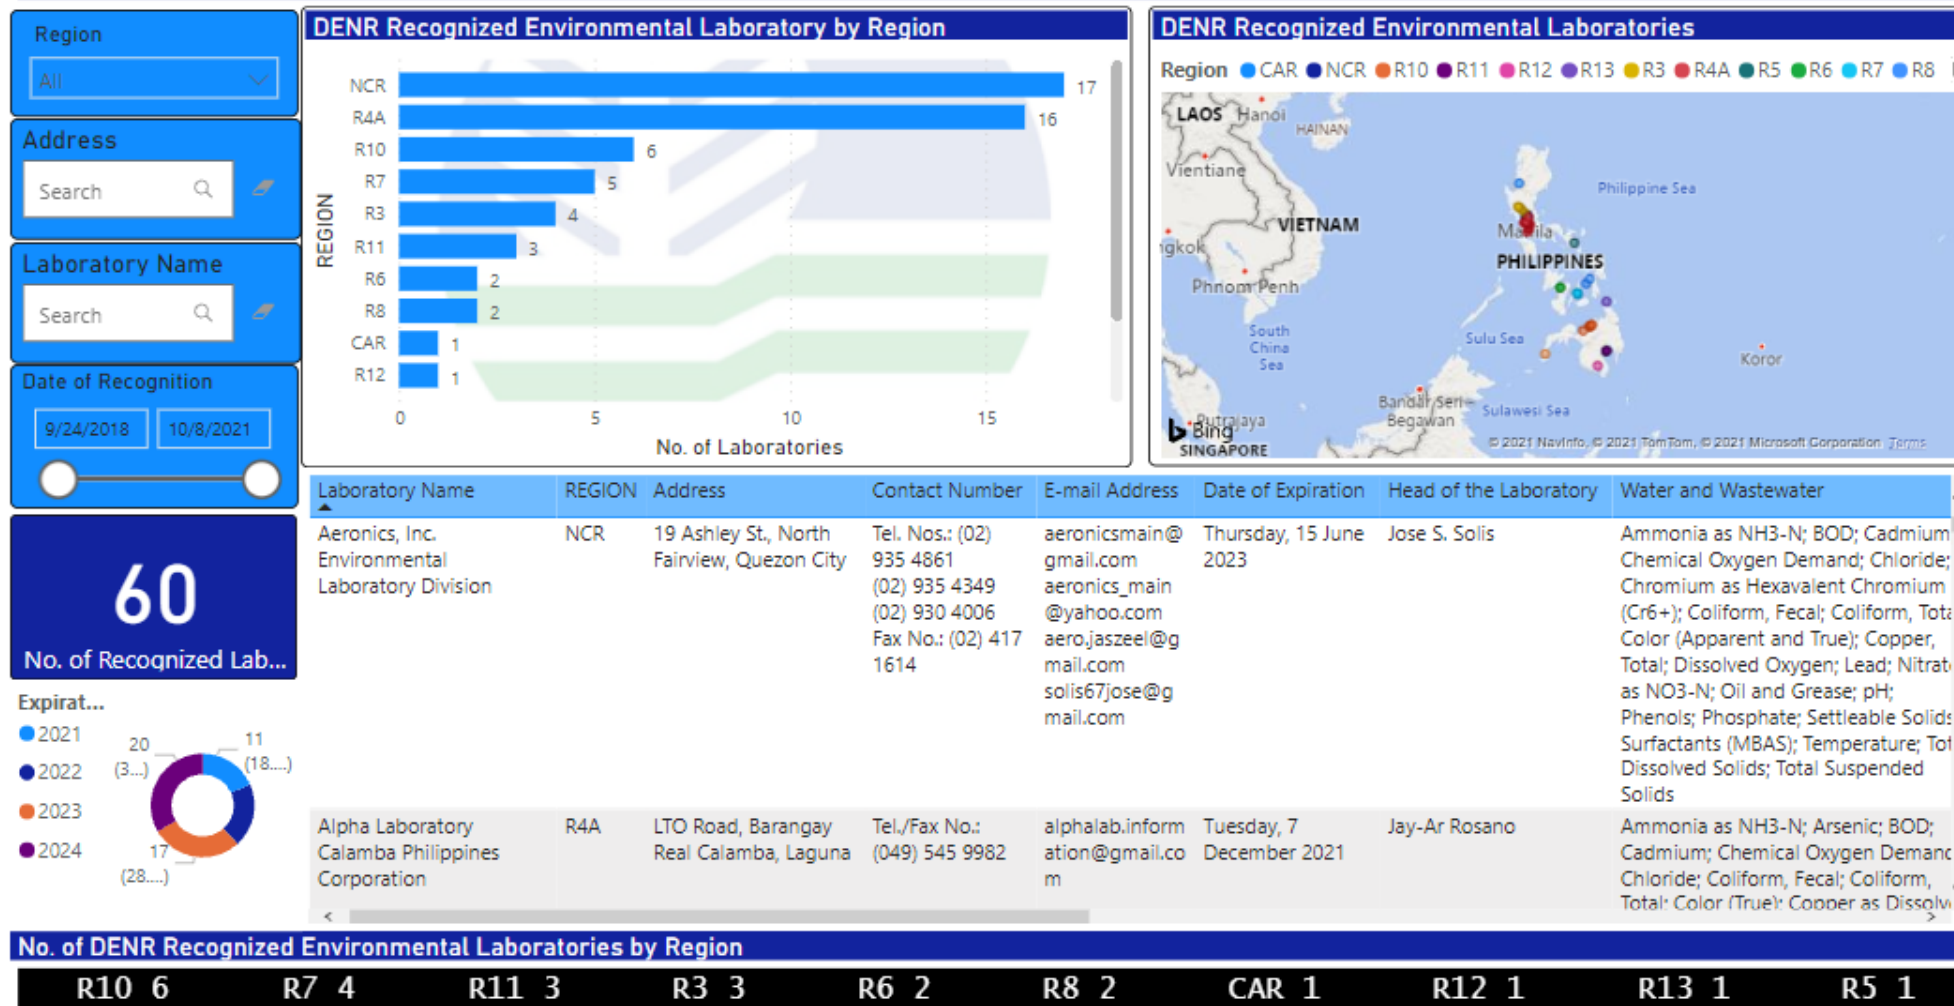 Region
All
Address
Search
Laboratory Name
Search
Date of Recognition
9/24/2018 10/8/2021
60
No. of Recognized Lab...
Expirat...
2021
2022
2023
2024
20
(3...)
11
(18....)
17
(28....)
DENR Recognized Environmental Laboratory by Region
REGION
NCR 17
R4A 16
R10 6
R7 5
R3 4
R11 3
R6 2
R8 2
CAR 1
R12 1
0 5 10 15
No. of Laboratories
DENR Recognized Environmental Laboratories
Region CAR NCR R10 R11 R12 R13 R3 R4A R5 R6 R7 R8
LAOS Hanoi
HAINAN
Vientiane
Philippine Sea
VIETNAM
Manila
gkok
PHILIPPINES
Phnom Penh
South
China
Sea
Sulu Sea
Koror
Bandar Seri
Begawan
Sulawesi Sea
Putrajaya
Bing
SINGAPORE
© 2021 NavInfo, © 2021 TomTom, © 2021 Microsoft Corporation Terms
Laboratory Name REGION Address Contact Number E-mail Address Date of Expiration Head of the Laboratory Water and Wastewater
Aeronics, Inc.
Environmental
Laboratory Division
NCR
19 Ashley St., North
Fairview, Quezon City
Tel. Nos.: (02)
935 4861
(02) 935 4349
(02) 930 4006
Fax No.: (02) 417
1614
aeronicsmain@
gmail.com
aeronics_main
@yahoo.com
aero.jaszeel@g
mail.com
solis67jose@g
mail.com
Thursday, 15 June
2023
Jose S. Solis
Ammonia as NH3-N; BOD; Cadmium
Chemical Oxygen Demand; Chloride;
Chromium as Hexavalent Chromium
(Cr6+); Coliform, Fecal; Coliform, Tota
Color (Apparent and True); Copper,
Total; Dissolved Oxygen; Lead; Nitrat
as NO3-N; Oil and Grease; pH;
Phenols; Phosphate; Settleable Solids
Surfactants (MBAS); Temperature; Tot
Dissolved Solids; Total Suspended
Solids
Alpha Laboratory
Calamba Philippines
Corporation
R4A
LTO Road, Barangay
Real Calamba, Laguna
Tel./Fax No.:
(049) 545 9982
alphalab.inform
ation@gmail.co
m
Tuesday, 7
December 2021
Jay-Ar Rosano
Ammonia as NH3-N; Arsenic; BOD;
Cadmium; Chemical Oxygen Demand
Chloride; Coliform, Fecal; Coliform,
Total; Color (True); Copper as Dissolv
No. of DENR Recognized Environmental Laboratories by Region
R10 6 R7 4 R11 3 R3 3 R6 2 R8 2 CAR 1 R12 1 R13 1 R5 1